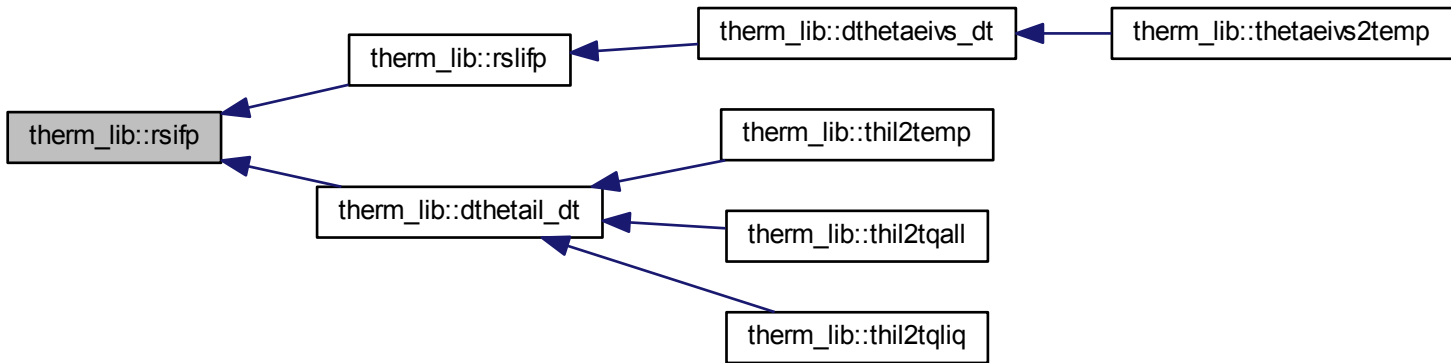 therm_lib::rsifp
therm_lib::rslifp
therm_lib::dthetaeivs_dt
therm_lib::thetaeivs2temp
therm_lib::dthetail_dt
therm_lib::thil2temp
therm_lib::thil2tqall
therm_lib::thil2tqliq